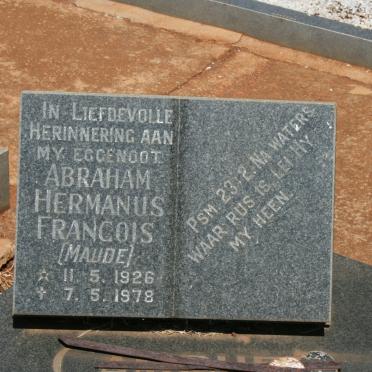 IN LIEFDEVOLLE
HERINNERING AAN
MY EGGENOOT
ABRAHAM
HERMANUS
FRANCOIS
(MAUDE)
☆ 11. 5. 1926
✝ 7. 5. 1978
PSM. 23:2. NA WATERS
WAAR RUS IS, LEI HY
MY HEEN.